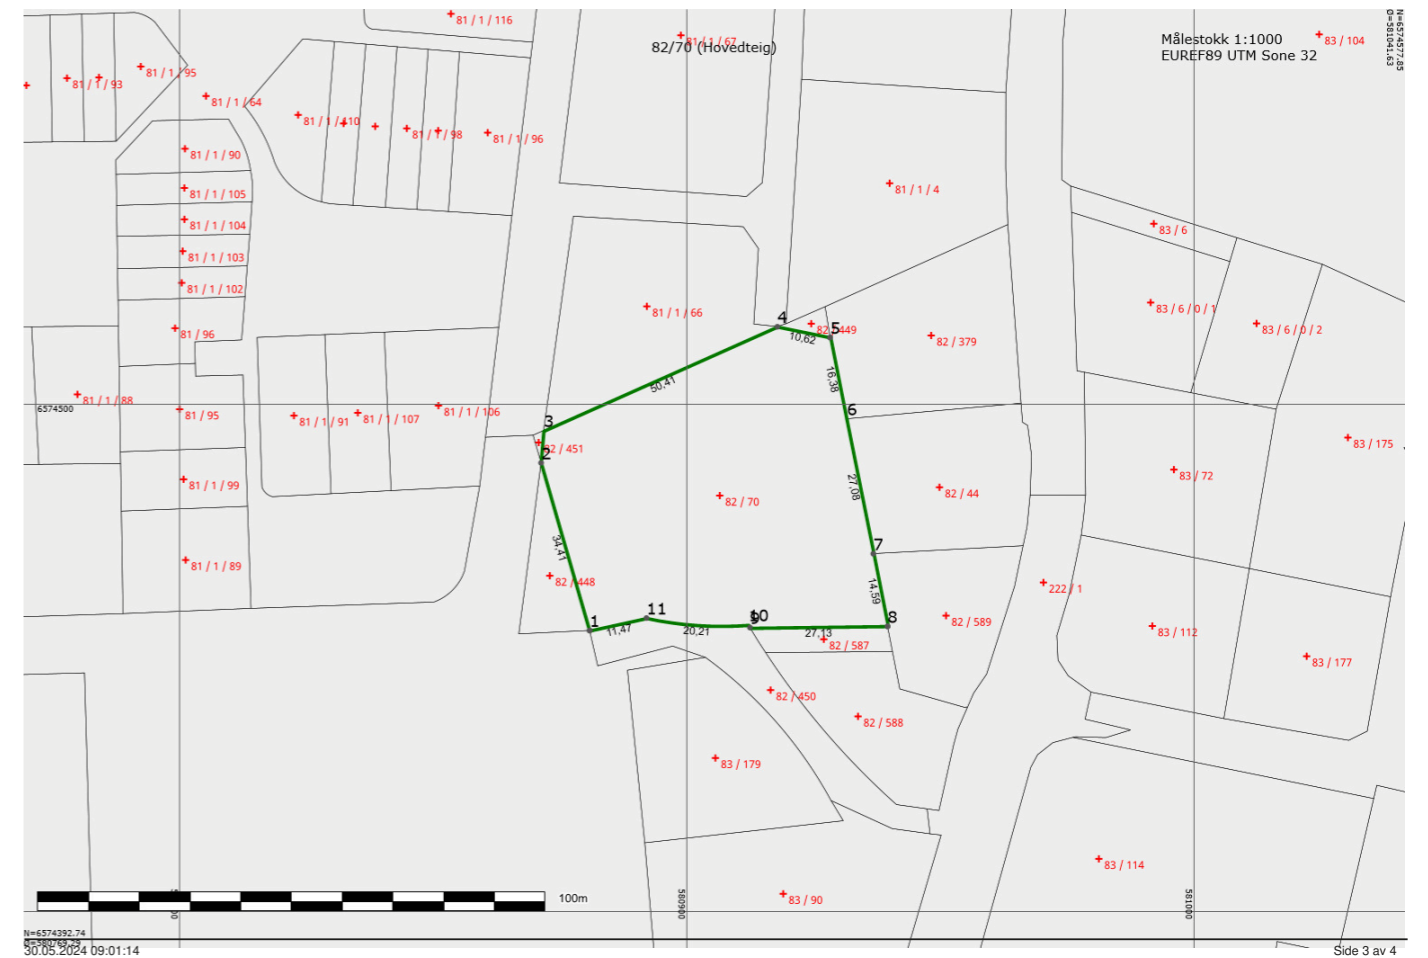 81 / 1 / 116
82/70 (Hovedteig)
81 / 1 / 67
Målestokk 1:1000
EUREF89 UTM Sone 32
83 / 104
N=6574577.85
Ø=581041.63
81 / 1 / 93
81 / 1 / 95
81 / 1 / 64
81 / 1 / 110
81 / 1 / 98
81 / 1 / 96
81 / 1 / 90
81 / 1 / 105
81 / 1 / 104
81 / 1 / 103
81 / 1 / 102
81 / 1 / 4
83 / 6
83 / 6 / 0 / 1
83 / 6 / 0 / 2
81 / 96
81 / 1 / 66
4
82 / 449
5
10,62
82 / 379
16,38
50,41
81 / 1 / 88
6574500
81 / 95
81 / 1 / 91
81 / 1 / 107
81 / 1 / 106
6
3
82 / 451
2
83 / 175
83 / 72
81 / 1 / 99
82 / 70
27,08
82 / 44
34,41
7
81 / 1 / 89
82 / 448
14,59
222 / 1
1
11,47
11
20,21
10
27,13
8
82 / 587
82 / 589
83 / 112
83 / 177
82 / 450
82 / 588
83 / 179
83 / 114
100m
83 / 90
580900
581000
N=6574392.74
Ø=580769.29
30.05.2024 09:01:14
Side 3 av 4